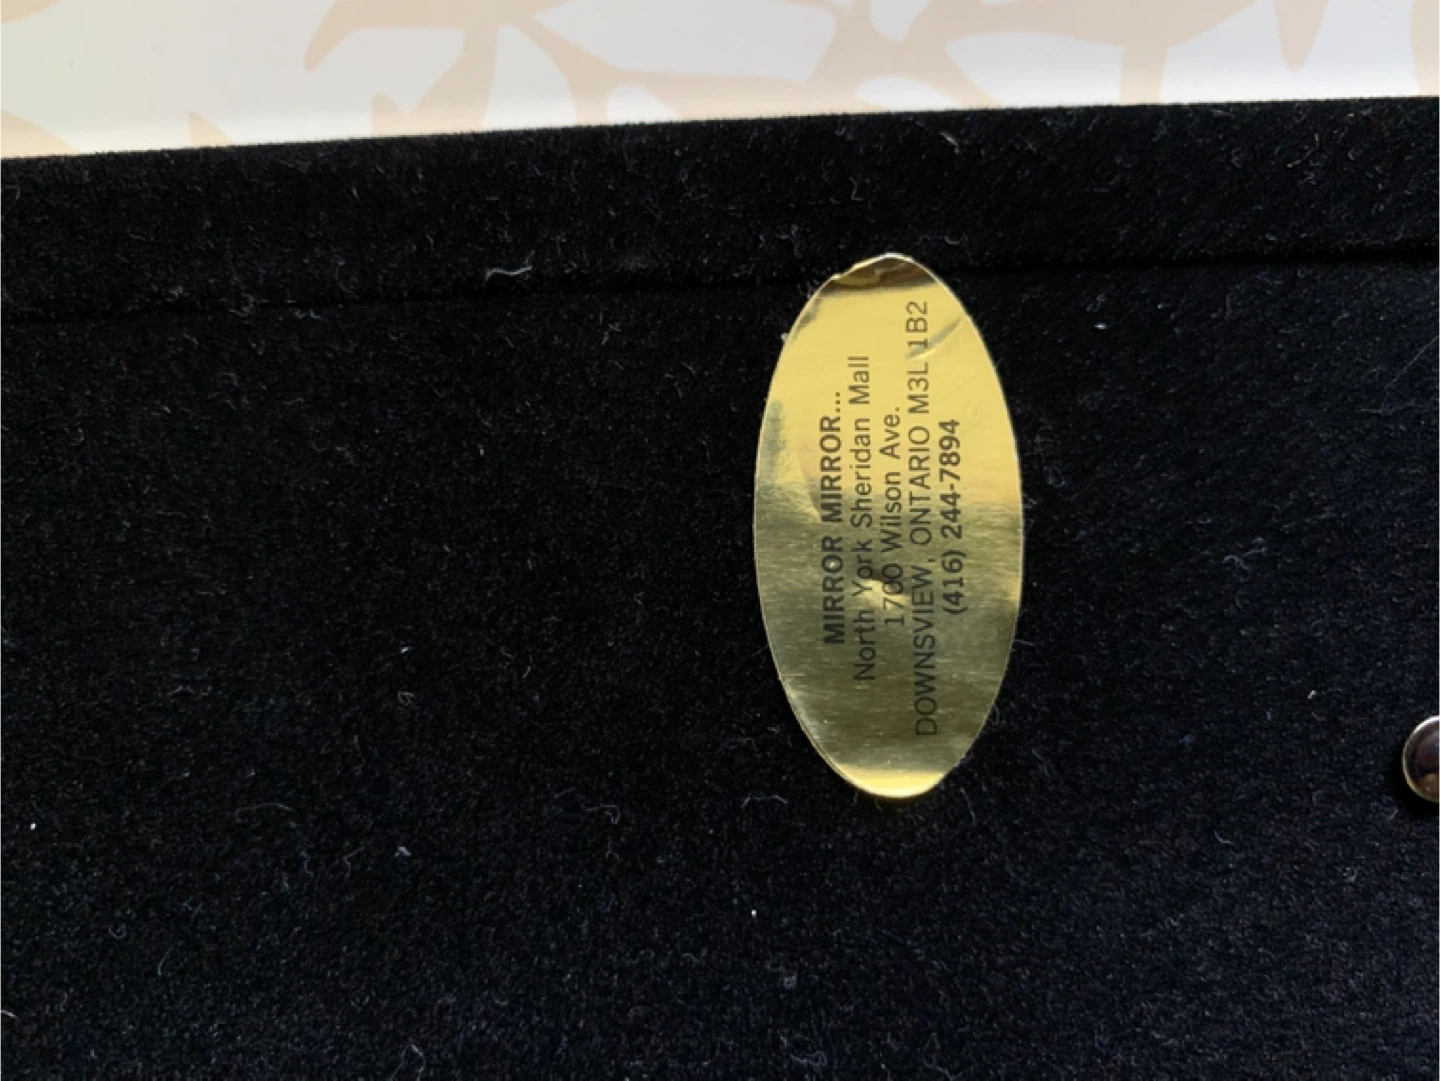 MIRROR MIRROR...
North York Sheridan Mall
1700 Wilson Ave.
DOWNSVIEW, ONTARIO M3L 1B2
(416) 244-7894